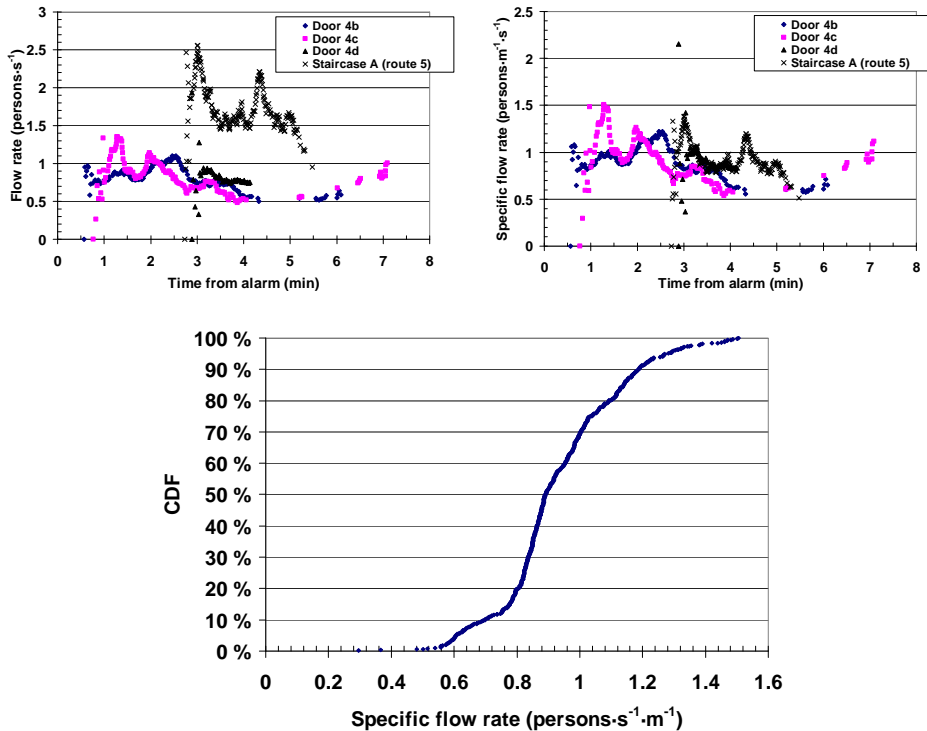 3
2.5
2
1.5
1
0.5
0
Flow rate (persons·s⁻¹)
Door 4b
Door 4c
Door 4d
Staircase A (route 5)
0 1 2 3 4 5 6 7 8
Time from alarm (min)
2.5
2
1.5
1
0.5
0
Specific flow rate (persons·m⁻¹·s⁻¹)
Door 4b
Door 4c
Door 4d
Staircase A (route 5)
0 1 2 3 4 5 6 7 8
Time from alarm (min)
100 %
90 %
80 %
70 %
60 %
50 %
40 %
30 %
20 %
10 %
0 %
CDF
0 0.2 0.4 0.6 0.8 1 1.2 1.4 1.6
Specific flow rate (persons·s⁻¹·m⁻¹)